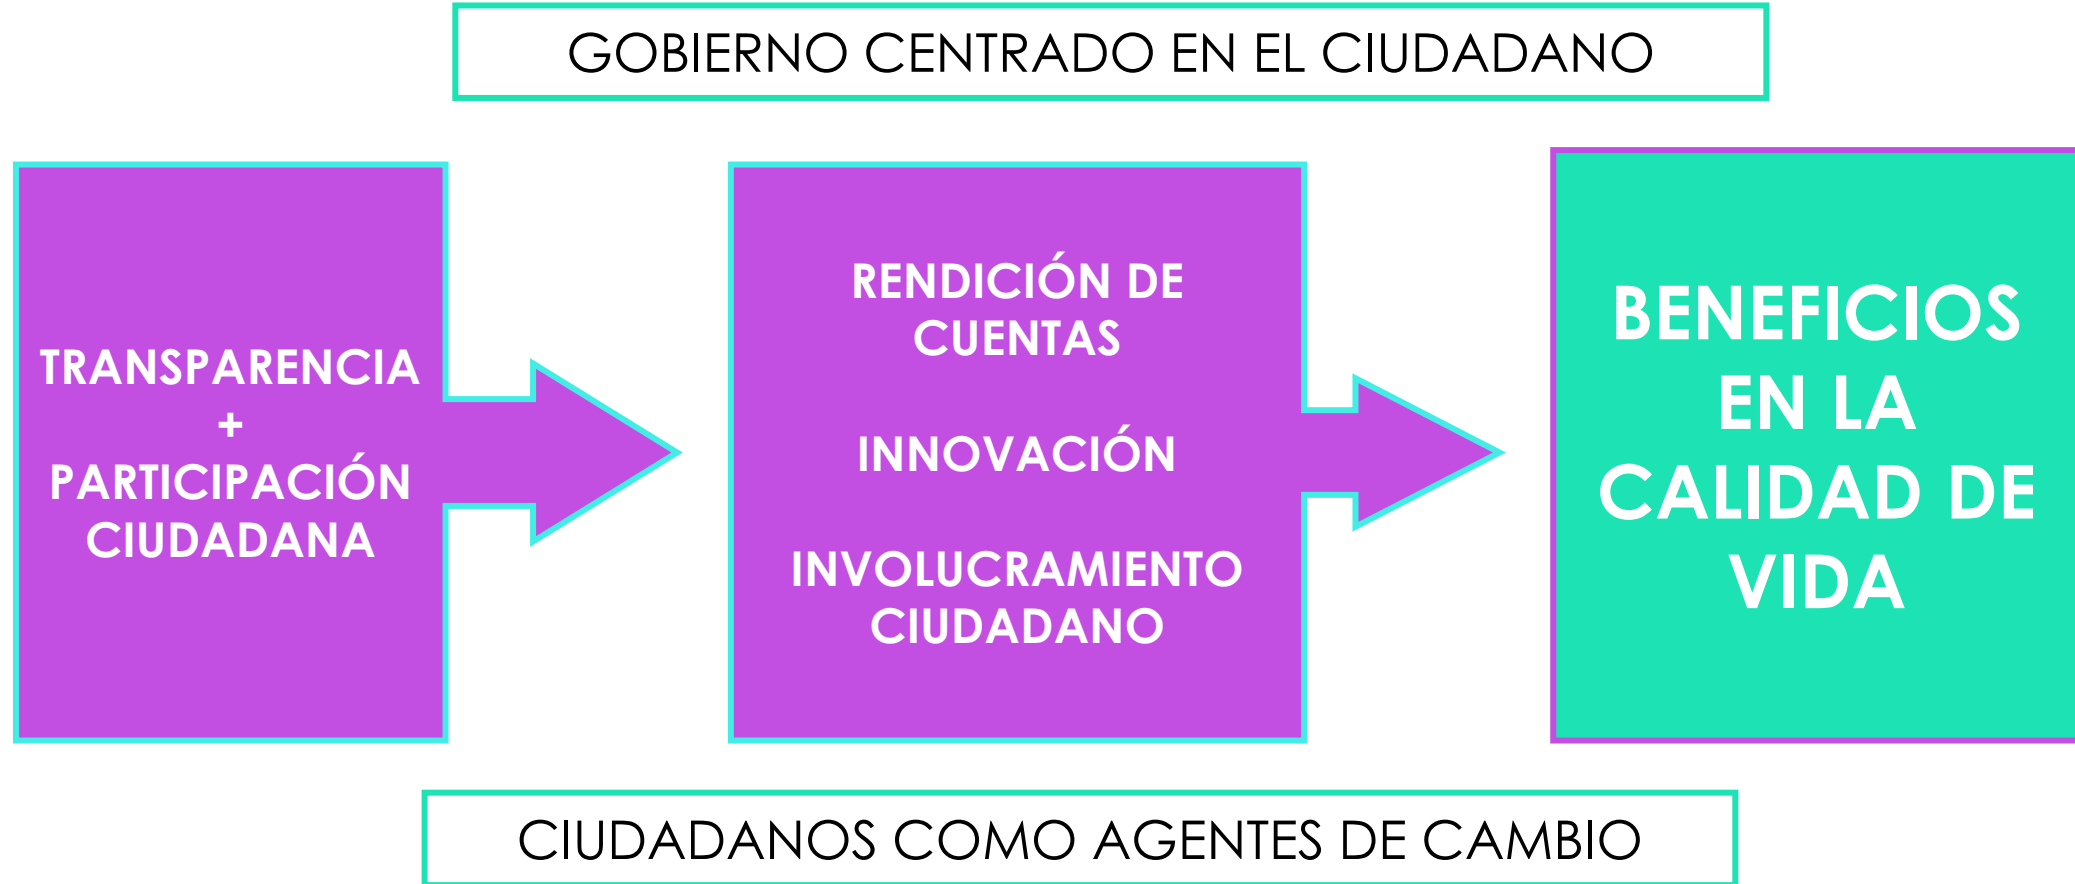 GOBIERNO CENTRADO EN EL CIUDADANO
TRANSPARENCIA
+
PARTICIPACIÓN
CIUDADANA
RENDICIÓN DE
CUENTAS
INNOVACIÓN
INVOLUCRAMIENTO
CIUDADANO
BENEFICIOS
EN LA
CALIDAD DE
VIDA
CIUDADANOS COMO AGENTES DE CAMBIO